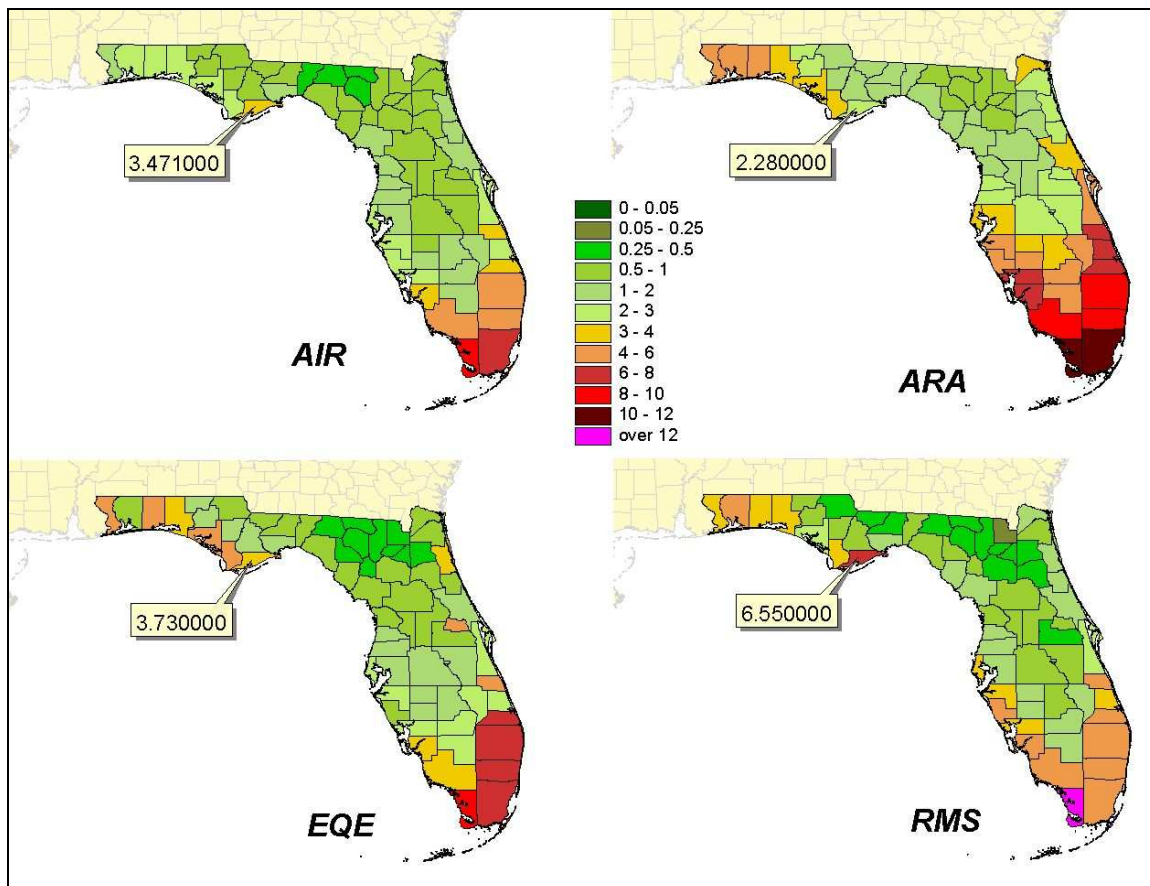 3.471000
AIR
2.280000
ARA
0 - 0.05
0.05 - 0.25
0.25 - 0.5
0.5 - 1
1 - 2
2 - 3
3 - 4
4 - 6
6 - 8
8 - 10
10 - 12
over 12
3.730000
EQE
6.550000
RMS